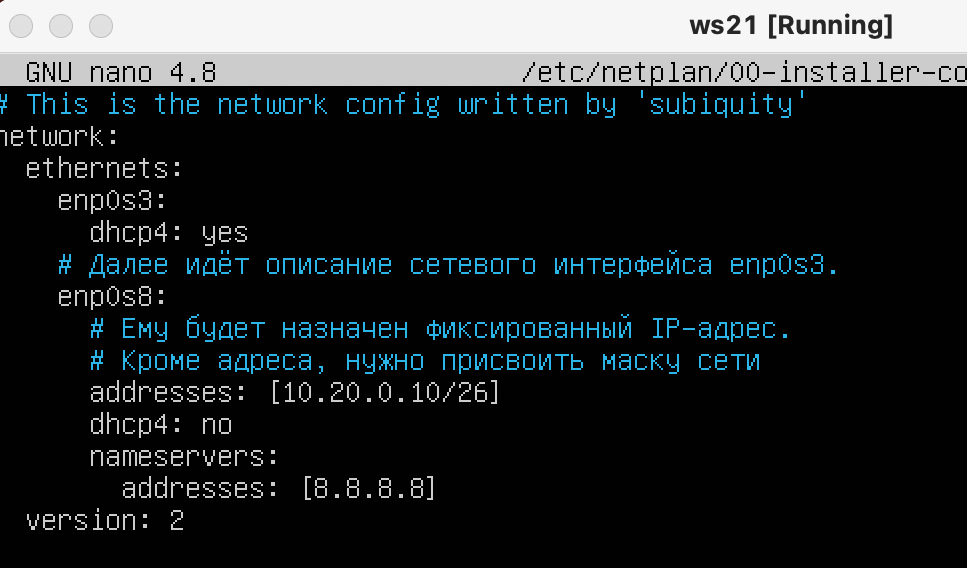 ws21 [Running]
GNU nano 4.8 /etc/netplan/00-installer-co
# This is the network config written by 'subiquity'
network:
  ethernets:
    enp0s3:
      dhcp4: yes
    # Далее идёт описание сетевого интерфейса enp0s3.
    enp0s8:
      # Ему будет назначен фиксированный IP-адрес.
      # Кроме адреса, нужно присвоить маску сети
      addresses: [10.20.0.10/26]
      dhcp4: no
      nameservers:
        addresses: [8.8.8.8]
  version: 2